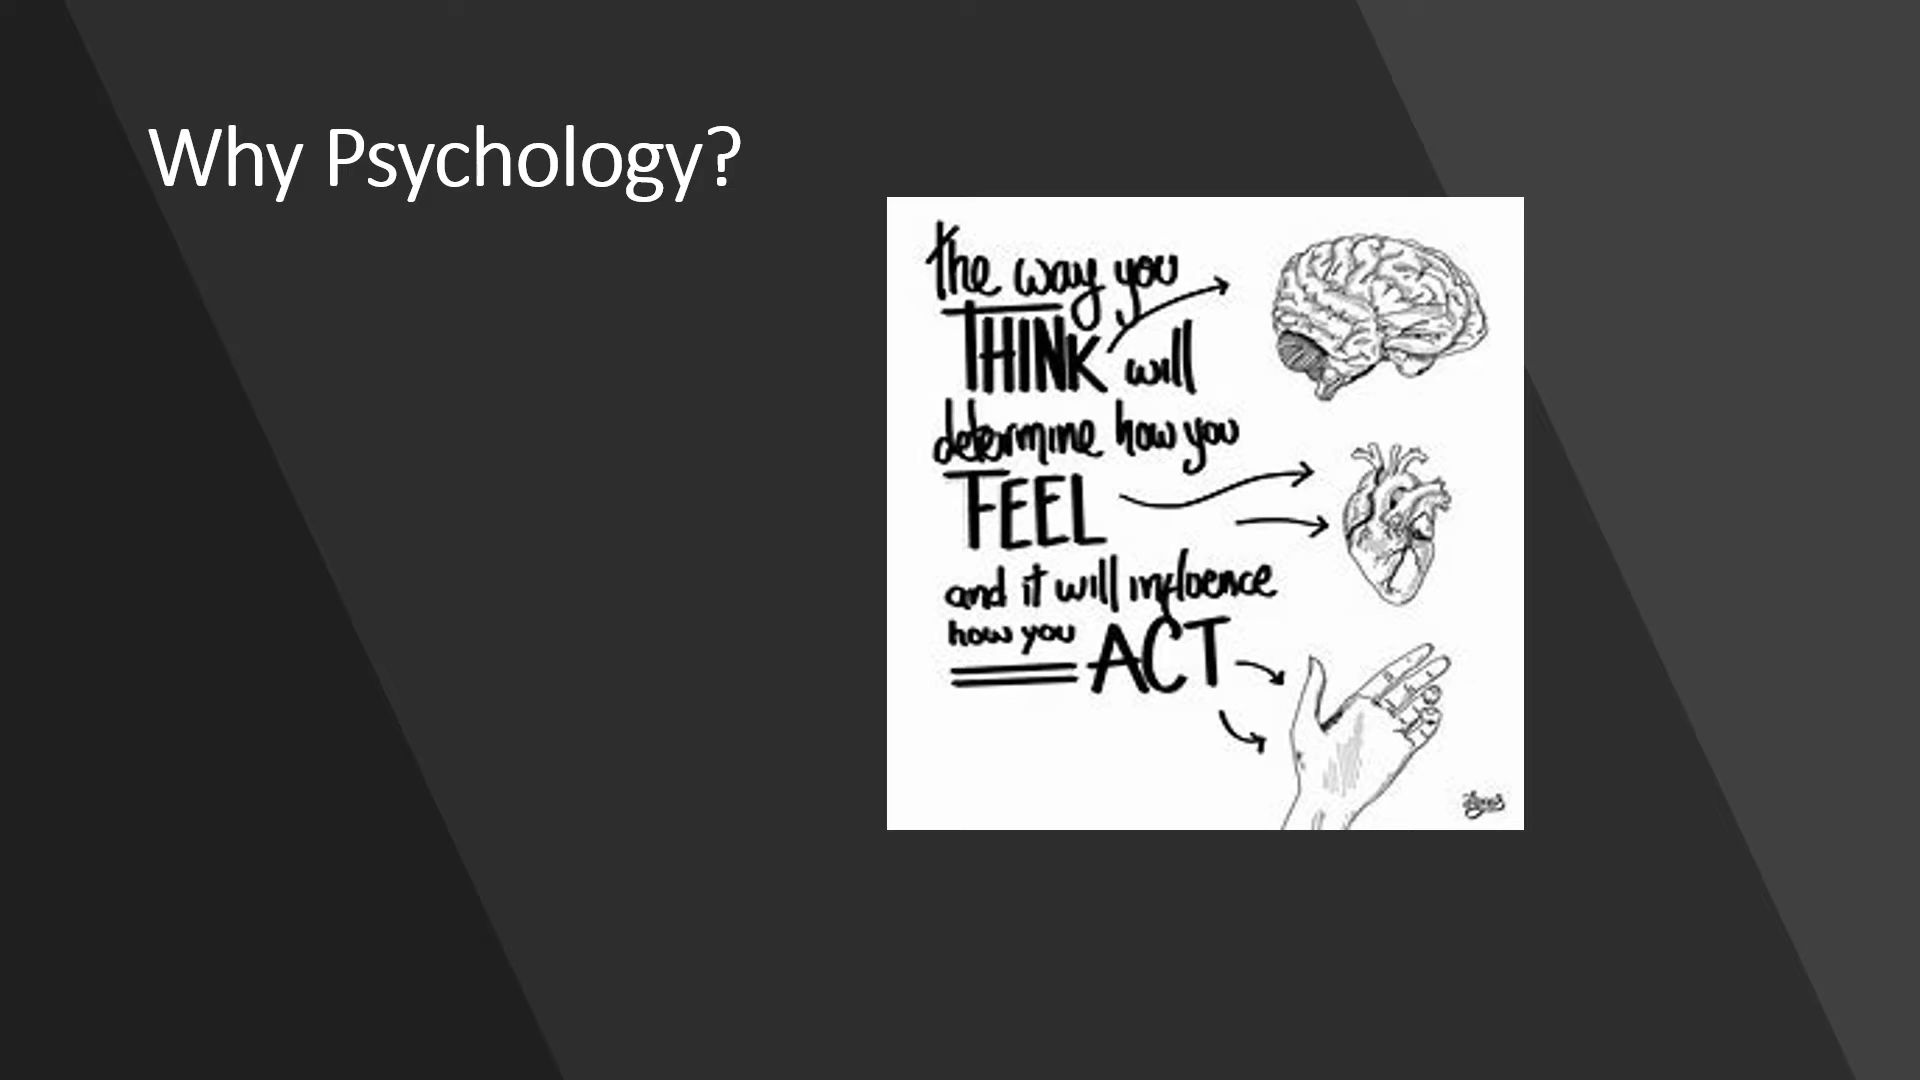 Why Psychology?
the way you
THINK will
determine how you
FEEL
and it will influence
how you ACT